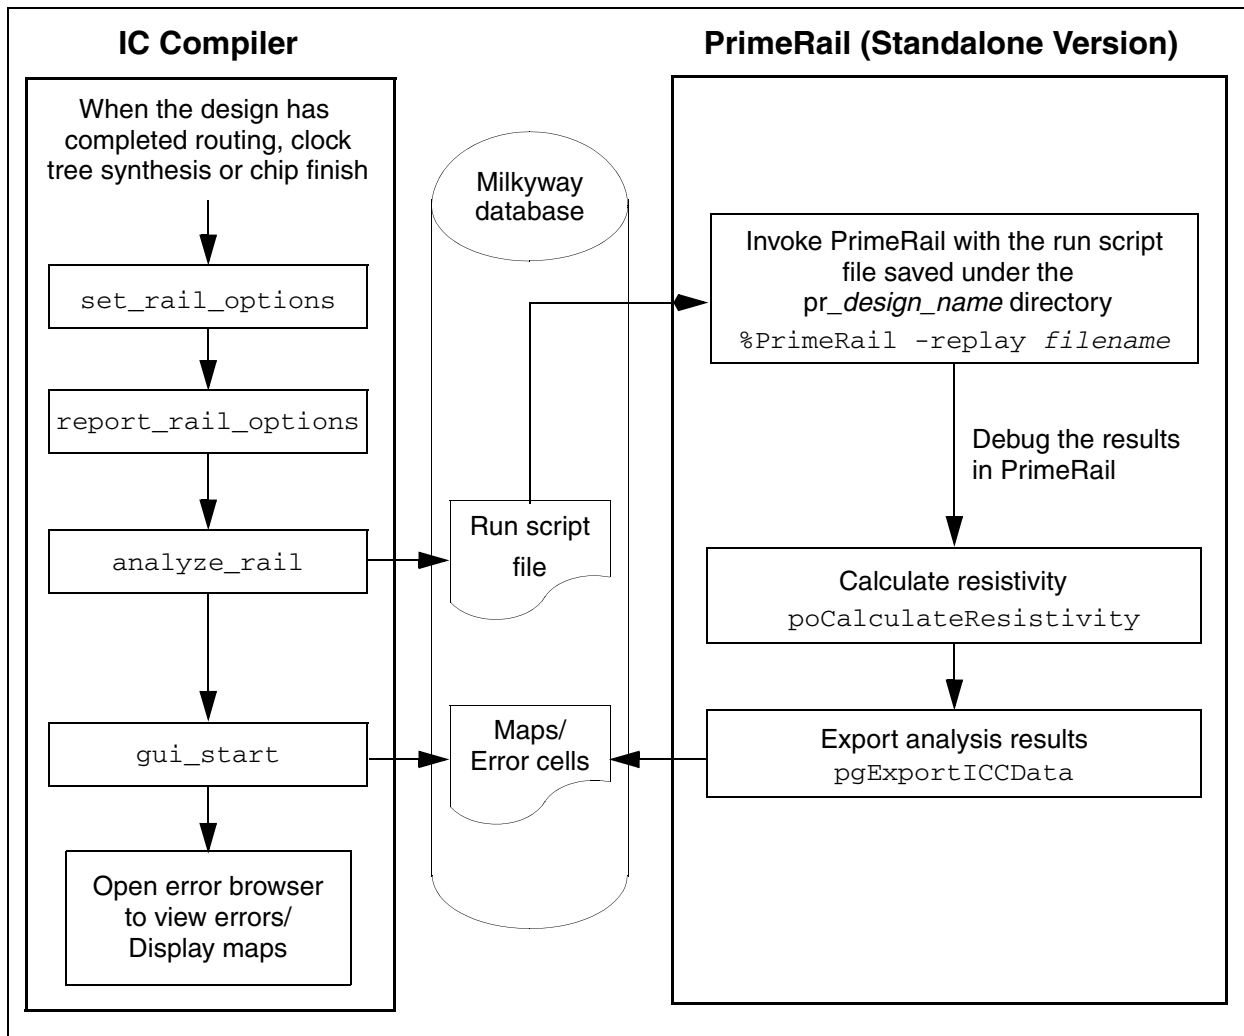 IC Compiler
When the design has
completed routing, clock
tree synthesis or chip finish
set_rail_options
report_rail_options
analyze_rail
gui_start
Open error browser
to view errors/
Display maps
Milkyway
database
Run script
file
Maps/
Error cells
PrimeRail (Standalone Version)
Invoke PrimeRail with the run script
file saved under the
pr_design_name directory
%PrimeRail -replay filename
Debug the results
in PrimeRail
Calculate resistivity
poCalculateResistivity
Export analysis results
pgExportICCData